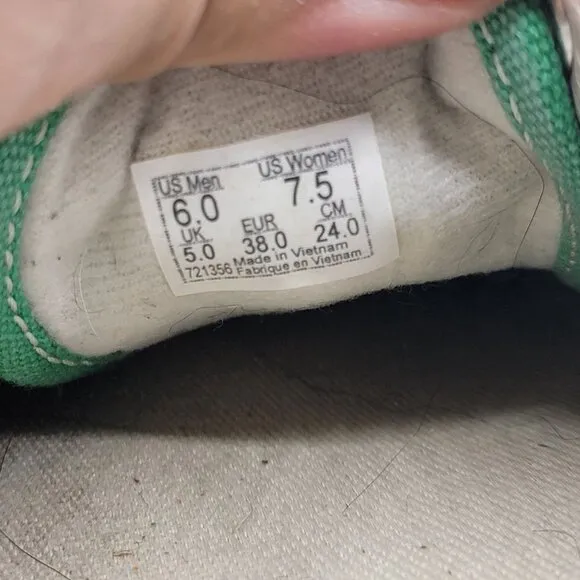 US Men US Women
6.0 7.5
UK EUR CM
5.0 38.0 24.0
721356 Made in Vietnam
Fabrique en Vietnam